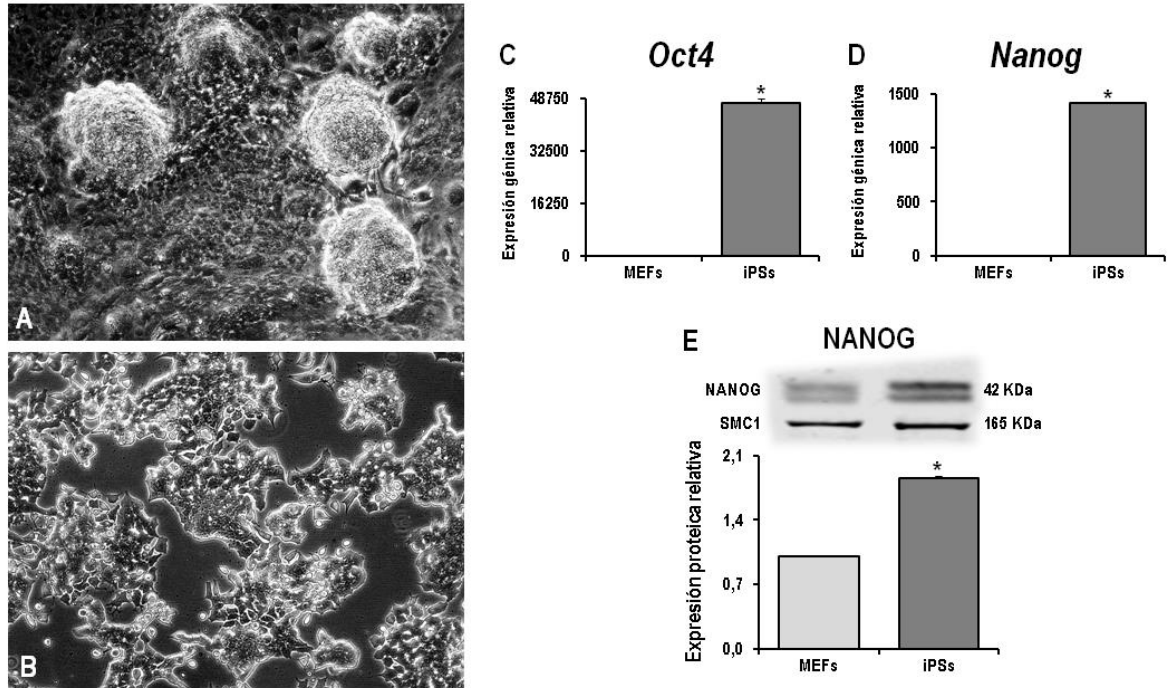 A
B
C
Oct4
Expresión génica relativa
48750
32500
16250
0
MEFs
iPSs
*
D
Nanog
Expresión génica relativa
1500
1000
500
0
MEFs
iPSs
*
E
NANOG
NANOG
42 KDa
SMC1
165 KDa
Expresión proteica relativa
2,1
1,4
0,7
0,0
MEFs
iPSs
*